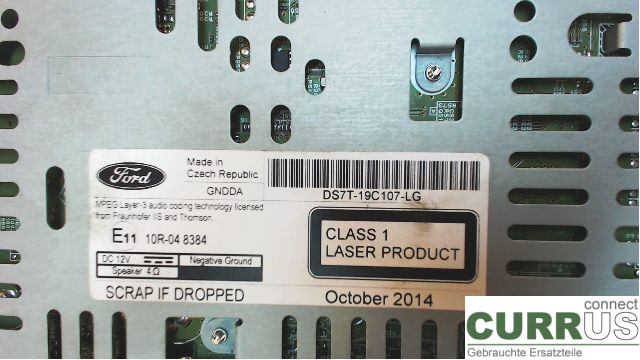 Ford
Made in
Czech Republic
GNDDA
DS7T-19C107-LG
MPEG Layer-3 audio coding technology licensed
from Fraunhofer IIS and Thomson.
E11 10R-04 8384
DC 12V Negative Ground
Speaker 4Ω
CLASS 1
LASER PRODUCT
SCRAP IF DROPPED
October 2014
connect
CURRUS
Gebrauchte Ersatzteile